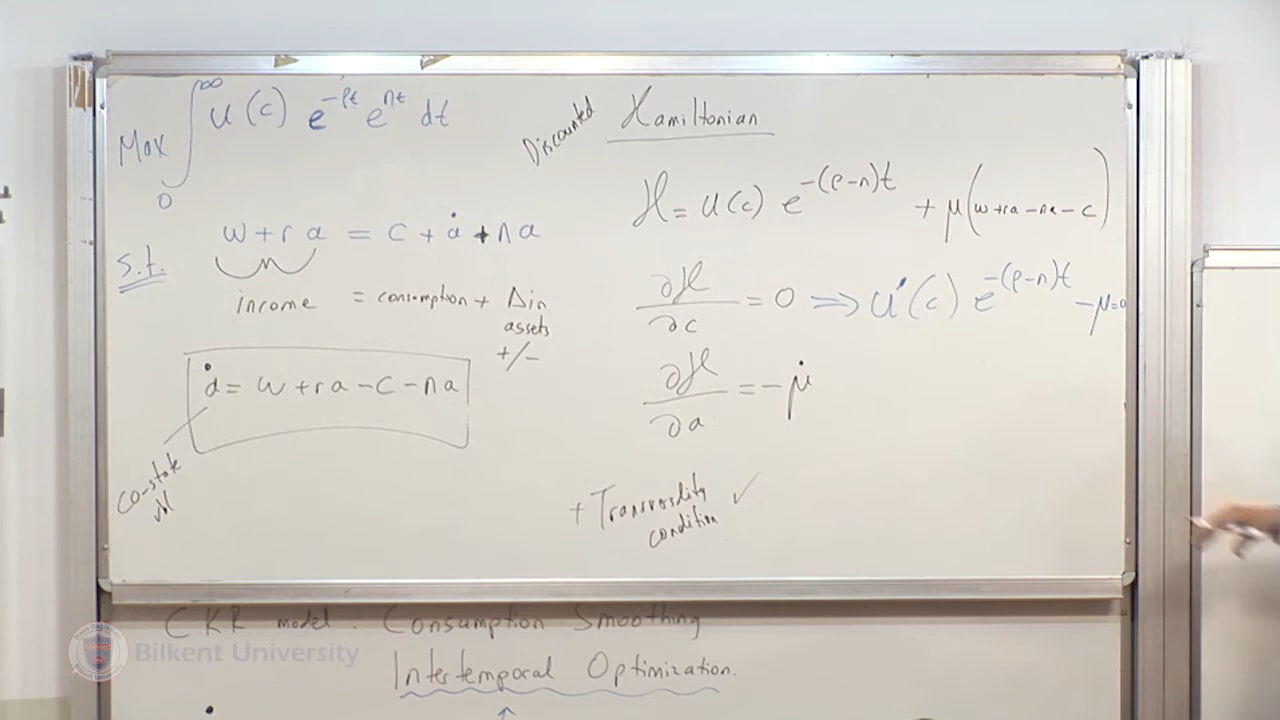 Max ∫₀^∞ u(c) e^{-ρt} e^{nt} dt
s.t. w + r a = c + ȧ + n a
income = consumption + Δ in
assets
+/-
ȧ = w + r a - c - n a
Co-state
Discounted Hamiltonian
H = u(c) e^{-(ρ-n)t} + μ(w+ra-na-c)
∂H/∂c = 0 ⇒ u'(c) e^{-(ρ-n)t} - μ=0
∂H/∂a = -μ̇
+ Transversdity ✓
condition
CKR model. Consumption Smoothing
Intertemporal Optimization.
Bilkent University